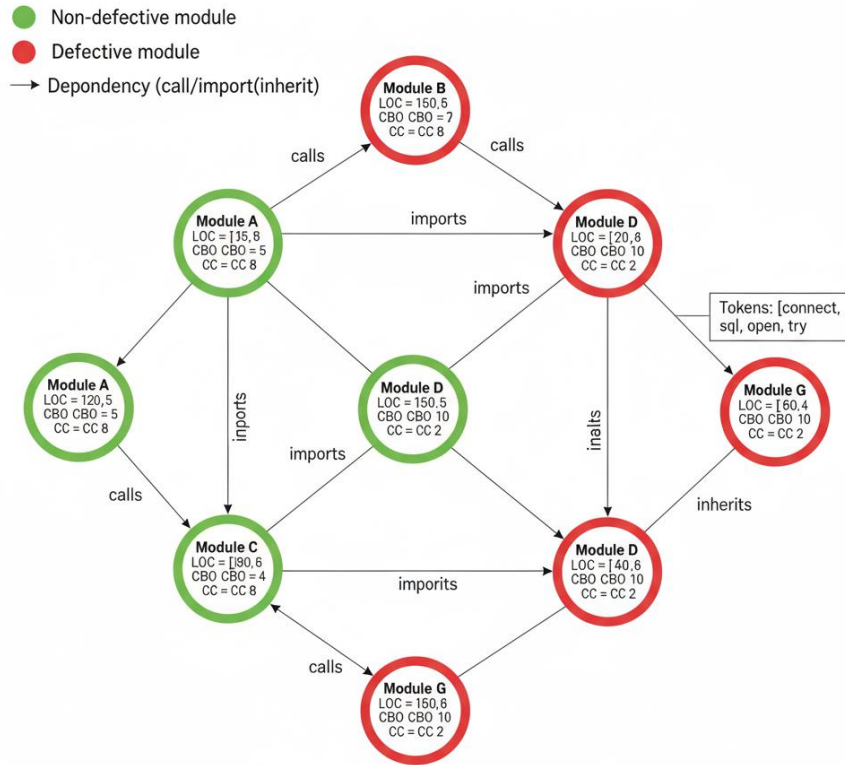 Non-defective module
Defective module
Depondency (call/import(inherit)
Module B
LOC = 150,5
CBO CBO = 7
CC = CC 8
calls
calls
Module A
LOC = [15,8
CBO CBO = 5
CC = CC 8
imports
Module D
LOC = [20,8
CBO CBO 10
CC = CC 2
imports
Tokens: [connect,
sql, open, try
Module A
LOC = 120,5
CBO CBO = 5
CC = CC 8
inports
Module D
LOC = 150,5
CBO CBO 10
CC = CC 2
inalts
Module G
LOC = [60,4
CBO CBO 10
CC = CC 2
imports
calls
inherits
Module C
LOC = [190,6
CBO CBO = 4
CC = CC 8
imporits
Module D
LOC = [40,6
CBO CBO 10
CC = CC 2
calls
Module G
LOC = 150,6
CBO CBO 10
CC = CC 2